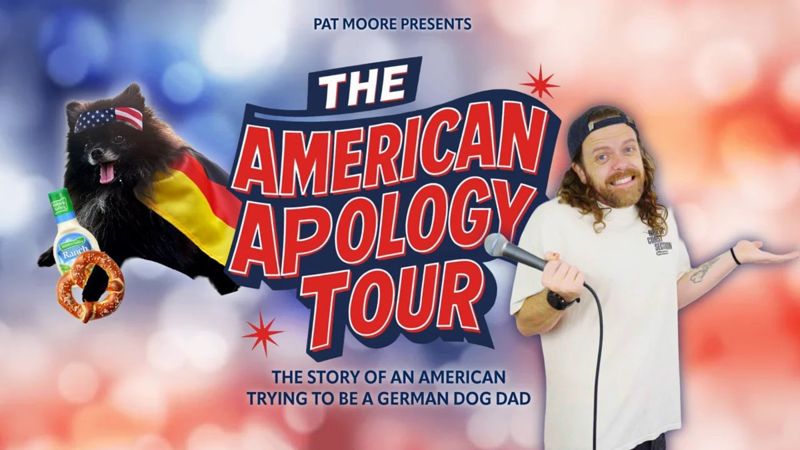 PAT MOORE PRESENTS
THE
AMERICAN
APOLOGY
TOUR
Ranch
THE STORY OF AN AMERICAN
TRYING TO BE A GERMAN DOG DAD